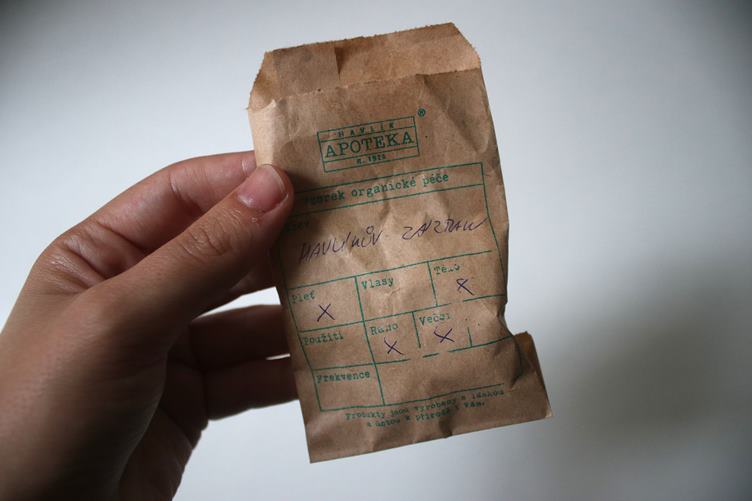 HAVLÍK ®
APOTEKA
Vzorek organické péče
HAVLÍKŮV ZÁZRAK
Pleť X Vlasy Tělo X
Použití Ráno X Večer X
Frekvence
Produkty jsou vyrobeny s láskou
a úctou k přírodě i vám.